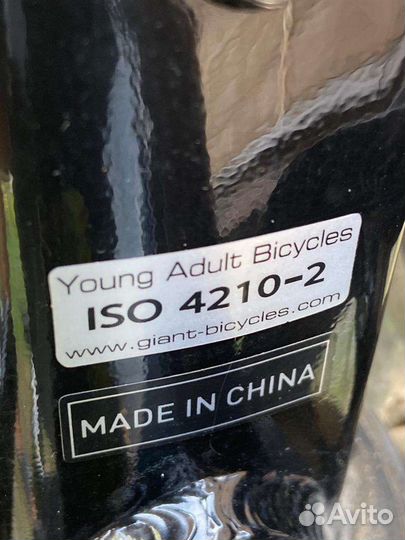 Young Adult Bicycles
ISO 4210-2
www.giant-bicycles.com
MADE IN CHINA
Avito